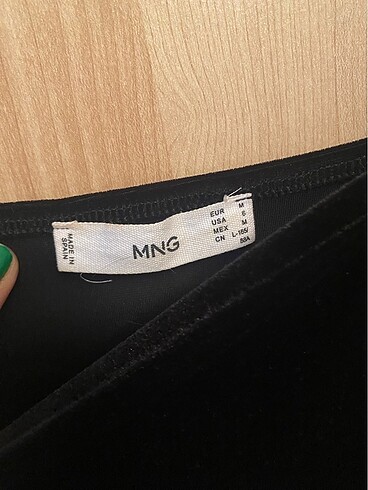 MADE IN
SPAIN
MNG
EUR M
USA 6
MEX M
CN L-165/
88A